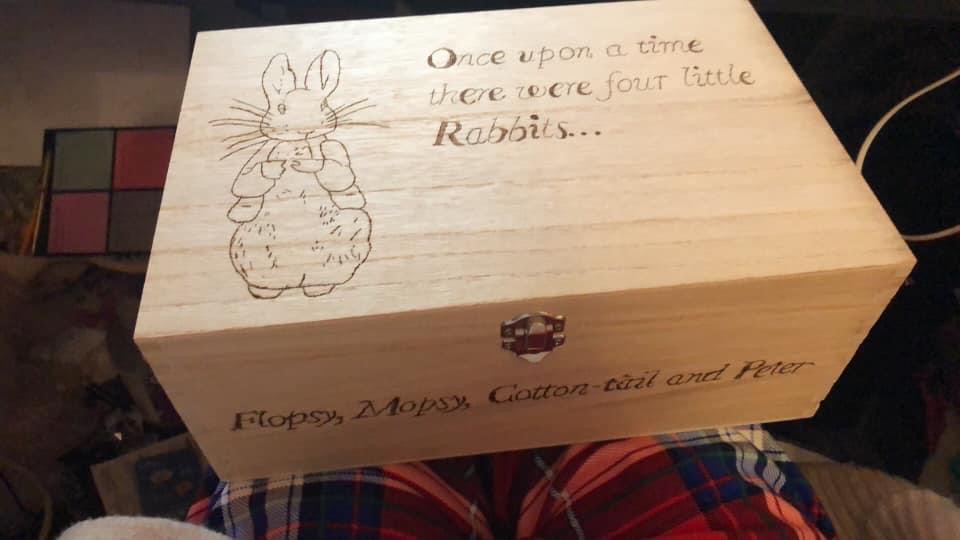 Once upon a time
there were four little
Rabbits...
Flopsy, Mopsy, Cotton-tail and Peter